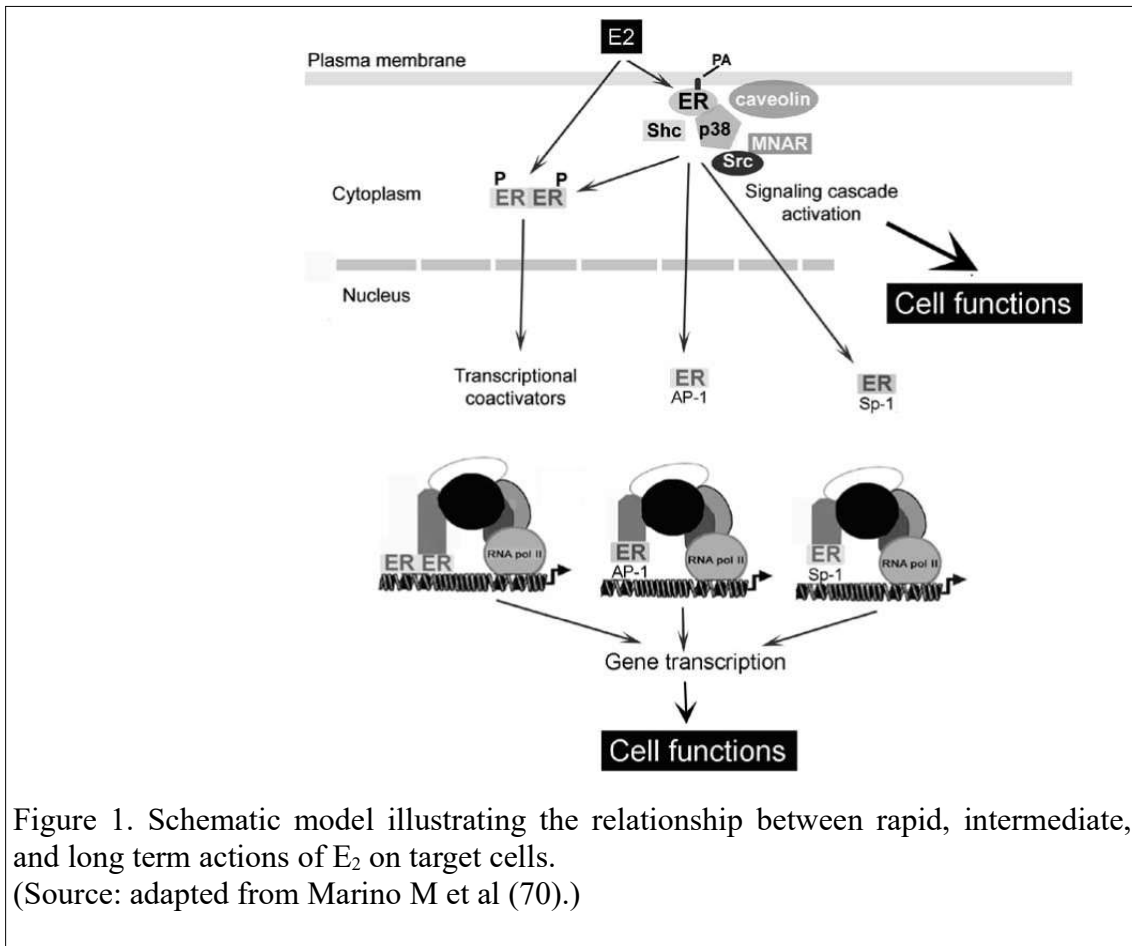 E2
Plasma membrane
PA
ER
caveolin
Shc
p38
MNAR
Src
P P
ER ER
Cytoplasm
Signaling cascade
activation
Nucleus
Cell functions
Transcriptional
coactivators
ER
AP-1
ER
Sp-1
ER ER
RNA pol II
ER
AP-1
RNA pol II
ER
Sp-1
RNA pol II
Gene transcription
Cell functions
Figure 1. Schematic model illustrating the relationship between rapid, intermediate,
and long term actions of E₂ on target cells.
(Source: adapted from Marino M et al (70).)